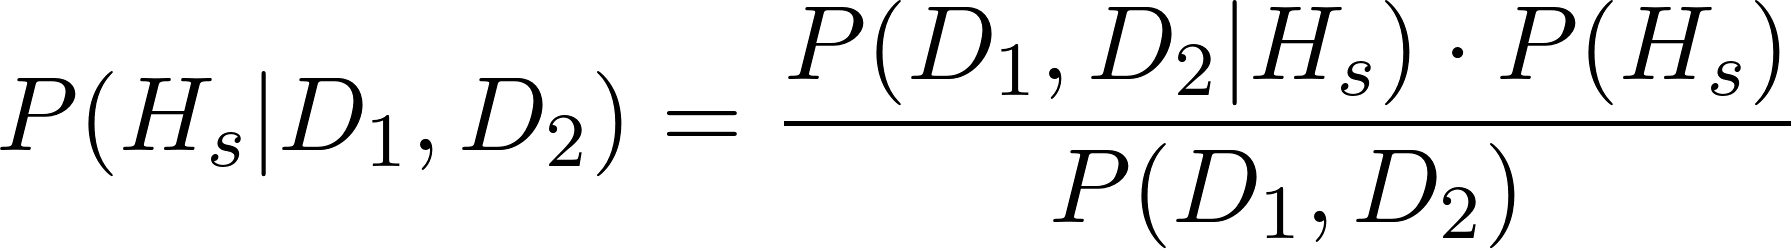 P(H_s|D_1, D_2) = \frac{P(D_1, D_2|H_s) \cdot P(H_s)}{P(D_1, D_2)}